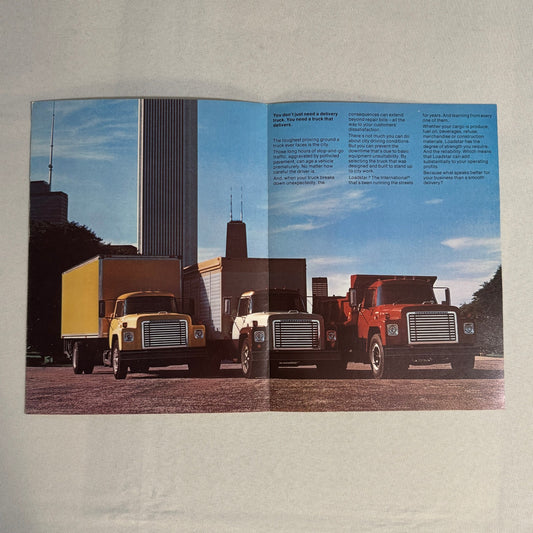 You don't just need a delivery
truck. You need a truck that
delivers.
The toughest proving ground a
truck ever faces is the city.
Those long hours of stop-and-go
traffic, aggravated by potholed
pavement, can age a vehicle
prematurely. No matter how
careful the driver is.
And, when your truck breaks
down unexpectedly, the
consequences can extend
beyond repair bills – all the
way to your customers'
dissatisfaction.
There's not much you can do
about city driving conditions.
But you can prevent the
downtime that's due to basic
equipment unsuitability. By
selecting the truck that was
designed and built to stand up
to city work.
Loadstar.® The International®
that's been running the streets
for years. And learning from every
one of them.
Whether your cargo is produce,
fuel oil, beverages, refuse,
merchandise or construction
materials, Loadstar has the
degree of strength you require.
And the reliability. Which means
that Loadstar can add
substantially to your operating
profits.
Because what speaks better for
your business than a smooth
delivery?